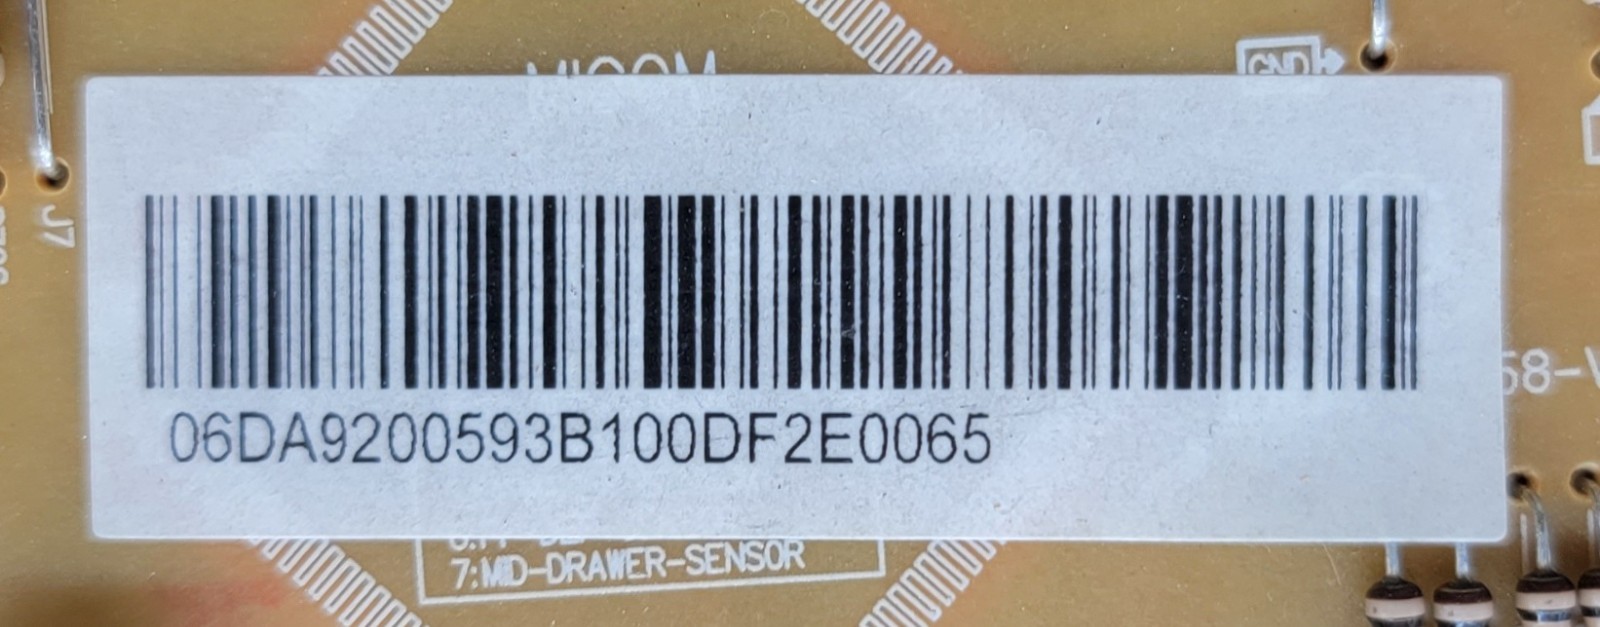 MICOM
GND
J7
06DA9200593B100DF2E0065
58-
7:MID-DRAWER-SENSOR